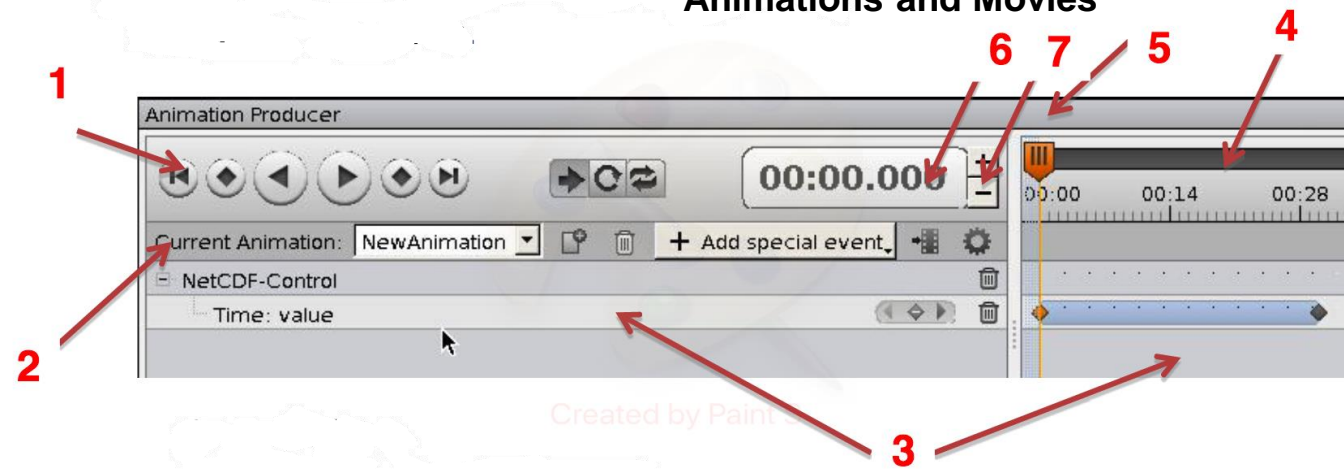 Animations and Movies
1
6
7
5
4
Animation Producer
00:00.000
+
−
00:00 00:14 00:28
Current Animation: NewAnimation + Add special event
NetCDF-Control
Time: value
2
Created by Paint
3